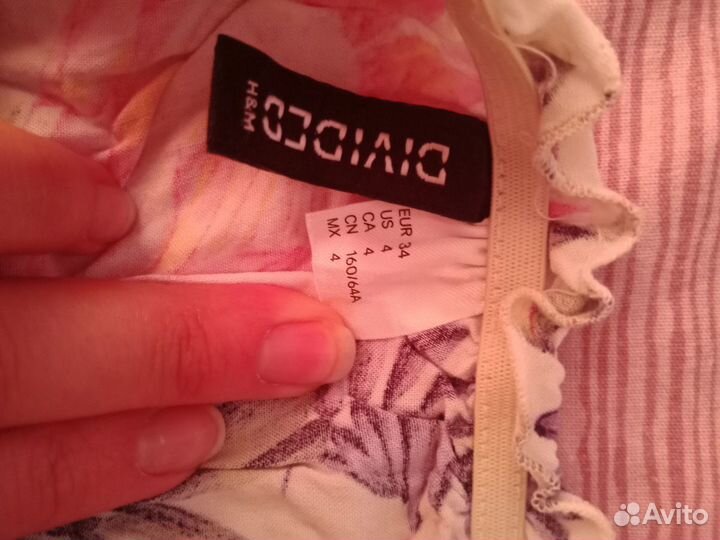 DIVIDED
H&M
EUR 34
US 4
CA 4
CN 160/64A
MX 4
Avito